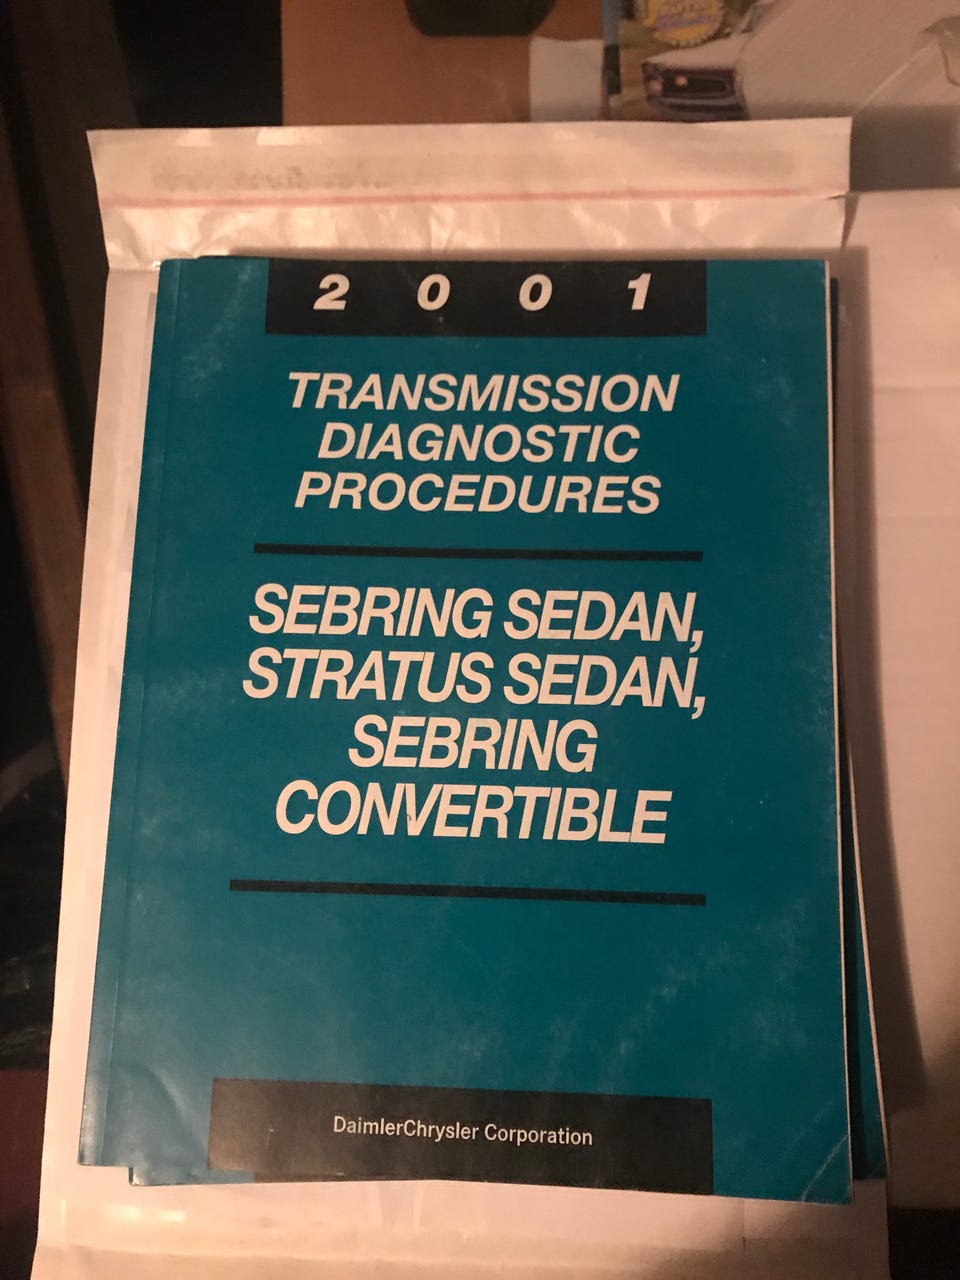 2 0 0 1
TRANSMISSION
DIAGNOSTIC
PROCEDURES
SEBRING SEDAN,
STRATUS SEDAN,
SEBRING
CONVERTIBLE
DaimlerChrysler Corporation